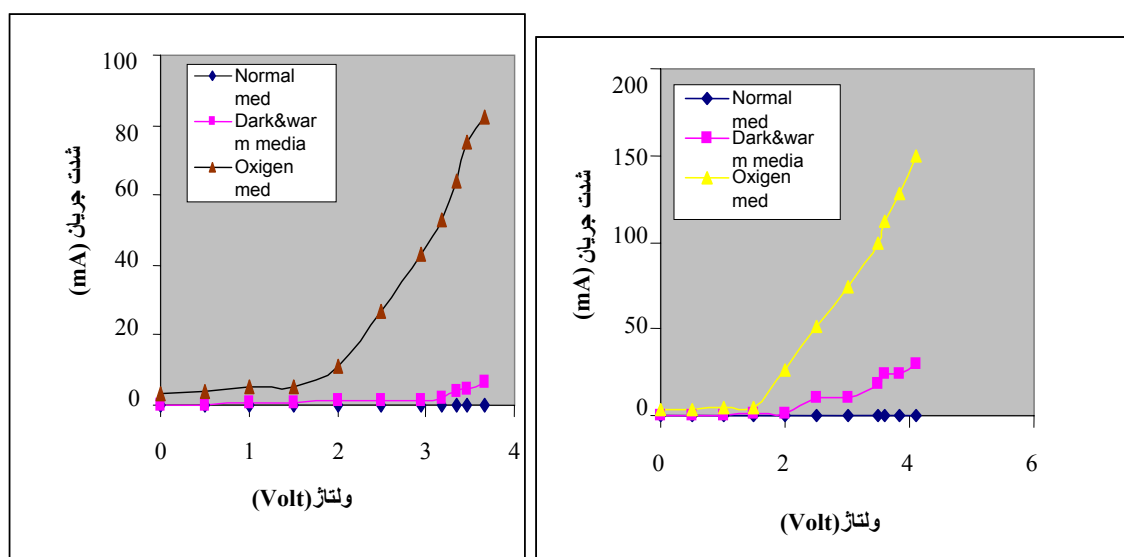 100
80
60
40
20
0
شدت جریان (mA)
Normal
med
Dark&war
m media
Oxigen
med
0 1 2 3 4
ولتاژ(Volt)
200
150
100
50
0
شدت جریان (mA)
Normal
med
Dark&war
m media
Oxigen
med
0 2 4 6
ولتاژ(Volt)